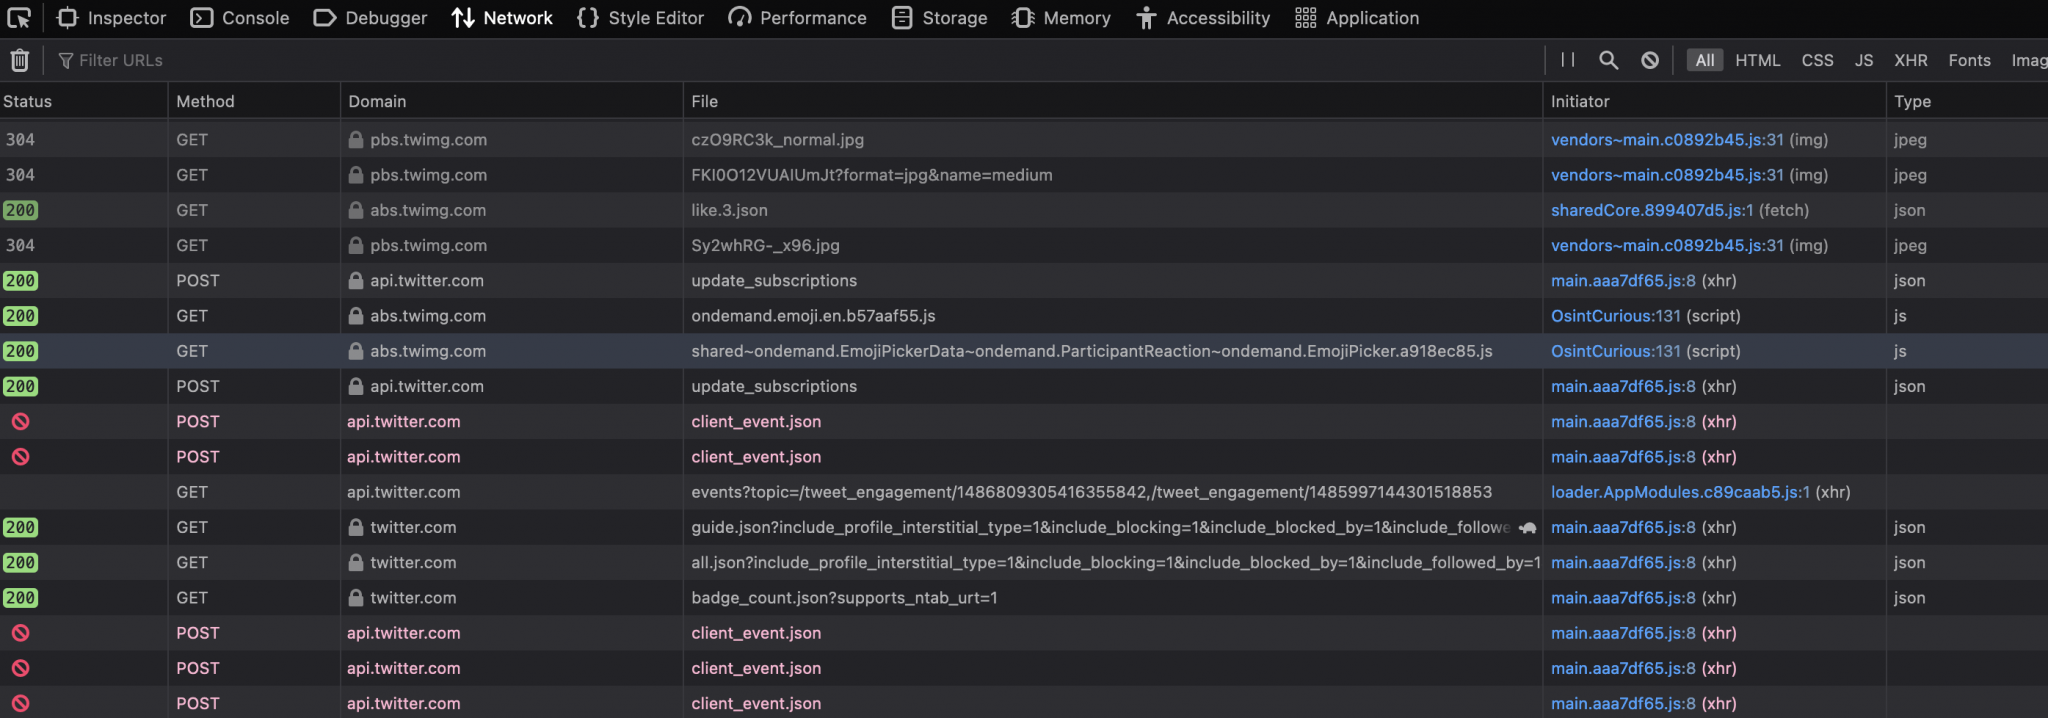 Inspector Console Debugger Network Style Editor Performance Storage Memory Accessibility Application
Filter URLs All HTML CSS JS XHR Fonts Imag
Status Method Domain File Initiator Type
304 GET pbs.twimg.com czO9RC3k_normal.jpg vendors~main.c0892b45.js:31 (img) jpeg
304 GET pbs.twimg.com FKI0O12VUAIUmJt?format=jpg&name=medium vendors~main.c0892b45.js:31 (img) jpeg
200 GET abs.twimg.com like.3.json sharedCore.899407d5.js:1 (fetch) json
304 GET pbs.twimg.com Sy2whRG-_x96.jpg vendors~main.c0892b45.js:31 (img) jpeg
200 POST api.twitter.com update_subscriptions main.aaa7df65.js:8 (xhr) json
200 GET abs.twimg.com ondemand.emoji.en.b57aaf55.js OsintCurious:131 (script) js
200 GET abs.twimg.com shared~ondemand.EmojiPickerData~ondemand.ParticipantReaction~ondemand.EmojiPicker.a918ec85.js OsintCurious:131 (script) js
200 POST api.twitter.com update_subscriptions main.aaa7df65.js:8 (xhr) json
POST api.twitter.com client_event.json main.aaa7df65.js:8 (xhr)
POST api.twitter.com client_event.json main.aaa7df65.js:8 (xhr)
GET api.twitter.com events?topic=/tweet_engagement/1486809305416355842,/tweet_engagement/1485997144301518853 loader.AppModules.c89caab5.js:1 (xhr)
200 GET twitter.com guide.json?include_profile_interstitial_type=1&include_blocking=1&include_blocked_by=1&include_followe main.aaa7df65.js:8 (xhr) json
200 GET twitter.com all.json?include_profile_interstitial_type=1&include_blocking=1&include_blocked_by=1&include_followed_by=1 main.aaa7df65.js:8 (xhr) json
200 GET twitter.com badge_count.json?supports_ntab_urt=1 main.aaa7df65.js:8 (xhr) json
POST api.twitter.com client_event.json main.aaa7df65.js:8 (xhr)
POST api.twitter.com client_event.json main.aaa7df65.js:8 (xhr)
POST api.twitter.com client_event.json main.aaa7df65.js:8 (xhr)